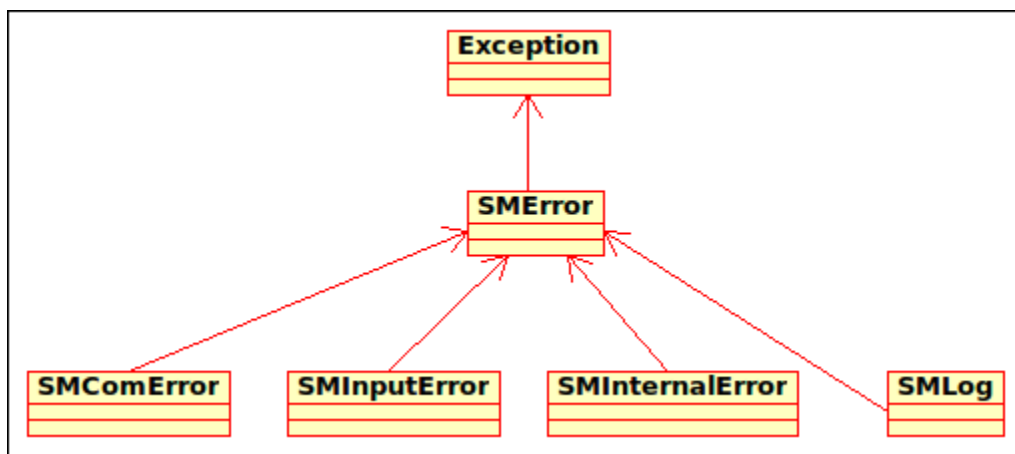 Exception
SMError
SMComError
SMInputError
SMInternalError
SMLog